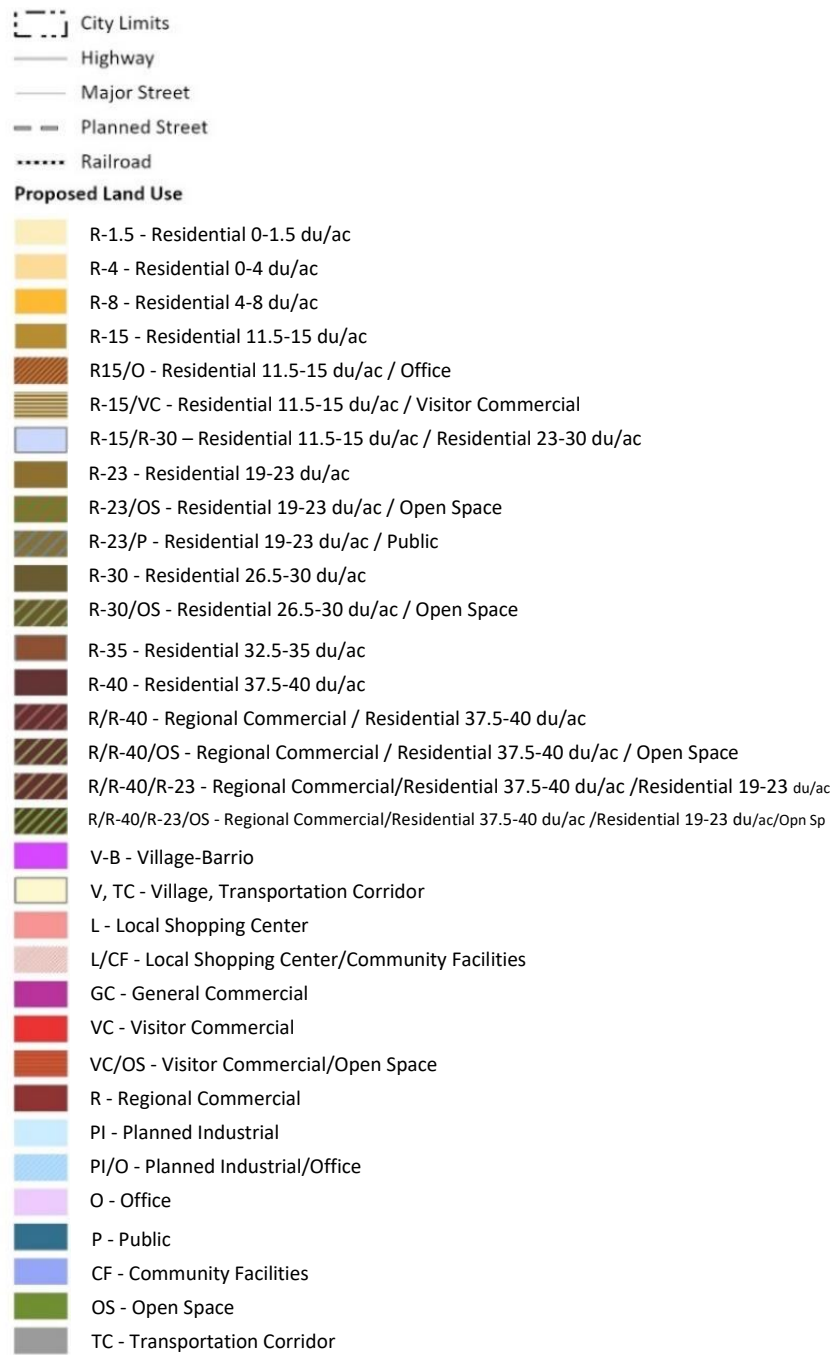 City Limits
Highway
Major Street
Planned Street
Railroad
Proposed Land Use
R-1.5 - Residential 0-1.5 du/ac
R-4 - Residential 0-4 du/ac
R-8 - Residential 4-8 du/ac
R-15 - Residential 11.5-15 du/ac
R15/O - Residential 11.5-15 du/ac / Office
R-15/VC - Residential 11.5-15 du/ac / Visitor Commercial
R-15/R-30 – Residential 11.5-15 du/ac / Residential 23-30 du/ac
R-23 - Residential 19-23 du/ac
R-23/OS - Residential 19-23 du/ac / Open Space
R-23/P - Residential 19-23 du/ac / Public
R-30 - Residential 26.5-30 du/ac
R-30/OS - Residential 26.5-30 du/ac / Open Space
R-35 - Residential 32.5-35 du/ac
R-40 - Residential 37.5-40 du/ac
R/R-40 - Regional Commercial / Residential 37.5-40 du/ac
R/R-40/OS - Regional Commercial / Residential 37.5-40 du/ac / Open Space
R/R-40/R-23 - Regional Commercial/Residential 37.5-40 du/ac /Residential 19-23 du/ac
R/R-40/R-23/OS - Regional Commercial/Residential 37.5-40 du/ac /Residential 19-23 du/ac/Opn Sp
V-B - Village-Barrio
V, TC - Village, Transportation Corridor
L - Local Shopping Center
L/CF - Local Shopping Center/Community Facilities
GC - General Commercial
VC - Visitor Commercial
VC/OS - Visitor Commercial/Open Space
R - Regional Commercial
PI - Planned Industrial
PI/O - Planned Industrial/Office
O - Office
P - Public
CF - Community Facilities
OS - Open Space
TC - Transportation Corridor